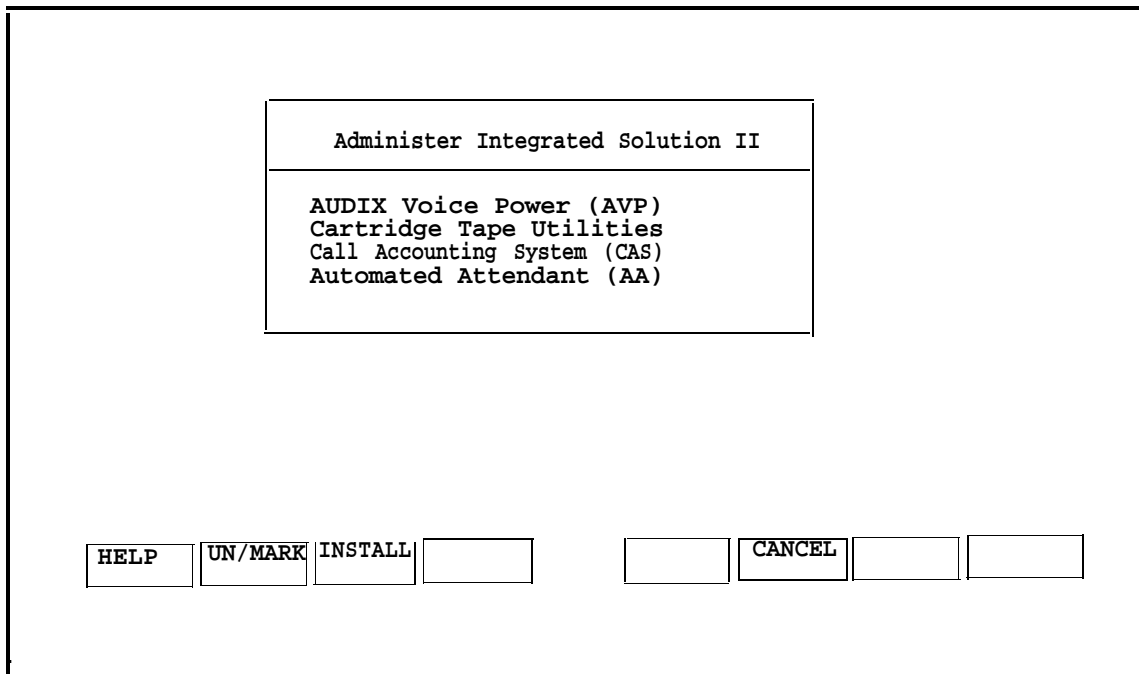 Administer Integrated Solution II
AUDIX Voice Power (AVP)
Cartridge Tape Utilities
Call Accounting System (CAS)
Automated Attendant (AA)
HELP UN/MARK INSTALL CANCEL